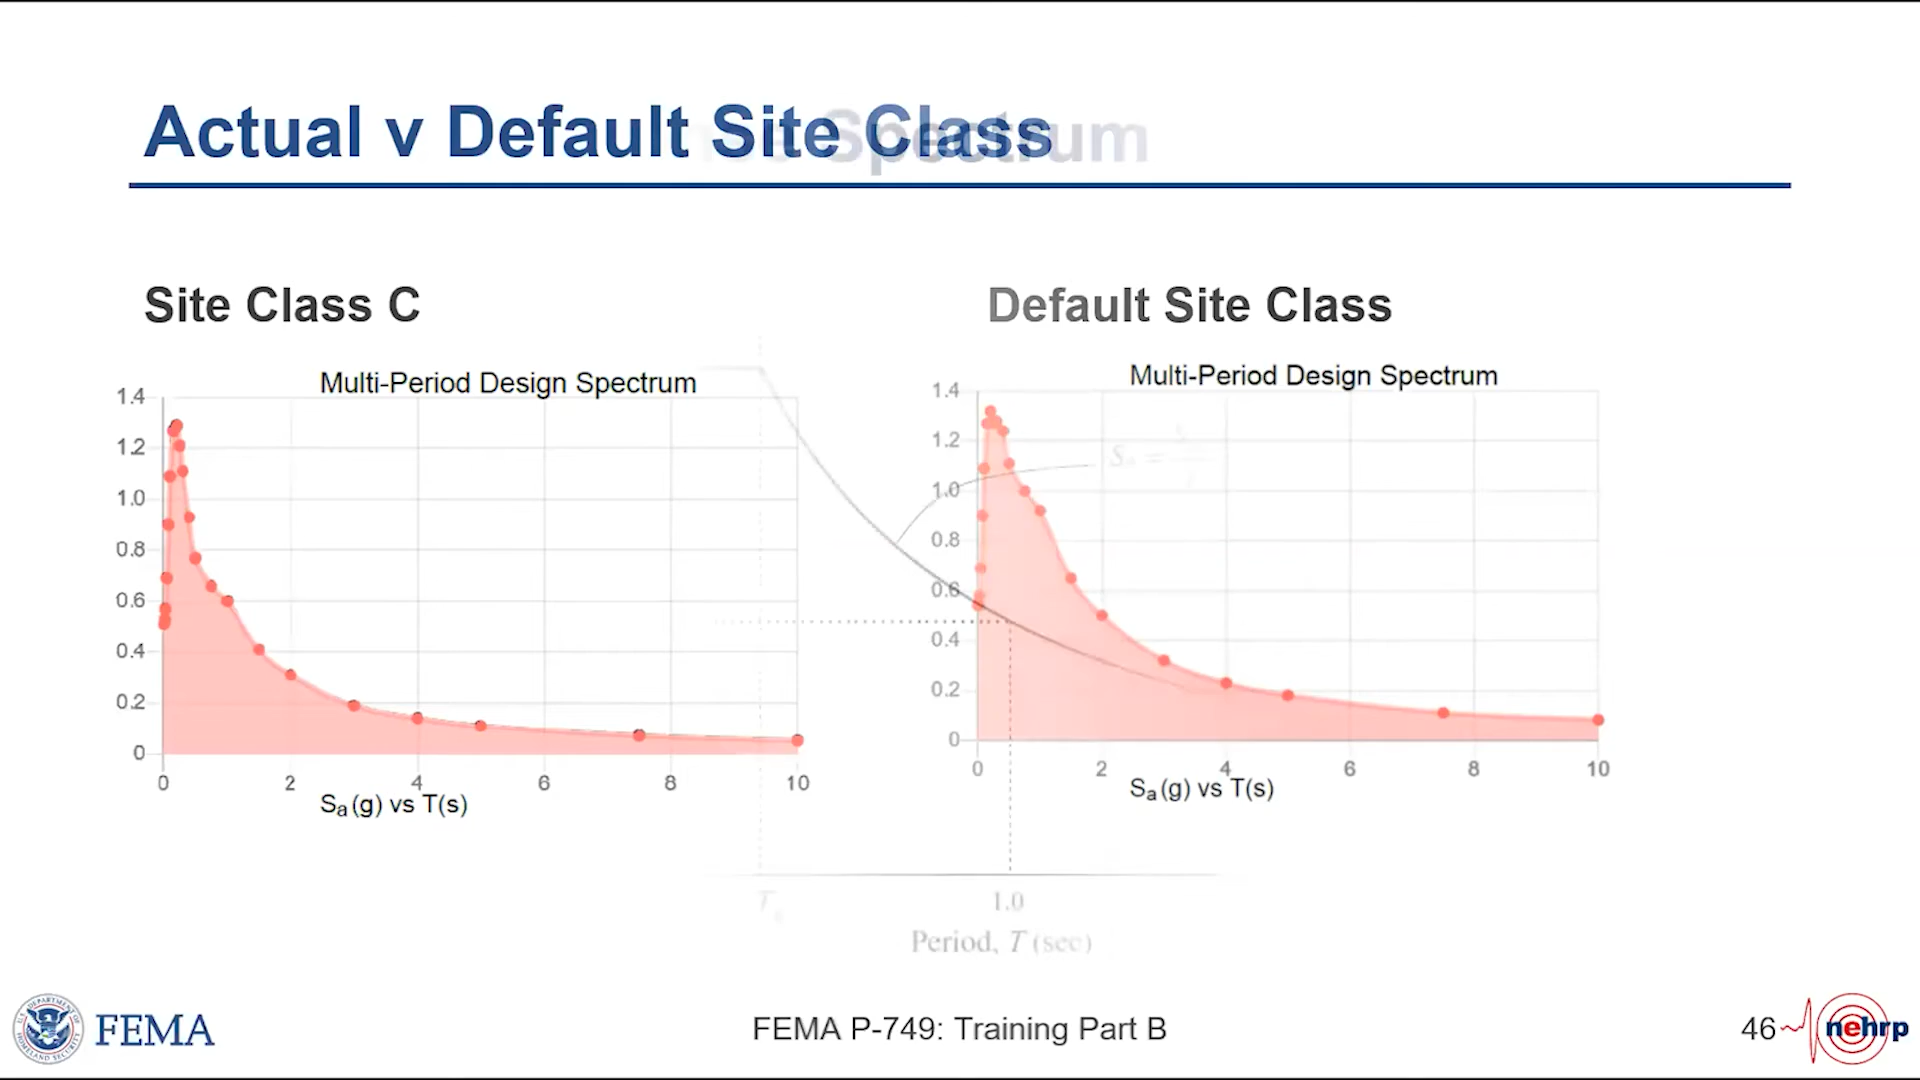 Actual v Default Site Class
Spectrum
Site Class C
Default Site Class
Multi-Period Design Spectrum
1.4
1.2
1.0
0.8
0.6
0.4
0.2
0
0 2 4 6 8 10
Sa (g) vs T(s)
Multi-Period Design Spectrum
1.4
1.2
1.0
0.8
0.6
0.4
0.2
0
0 2 4 6 8 10
Sa (g) vs T(s)
1.0
Period, T (sec)
FEMA
FEMA P-749: Training Part B
46
nehrp